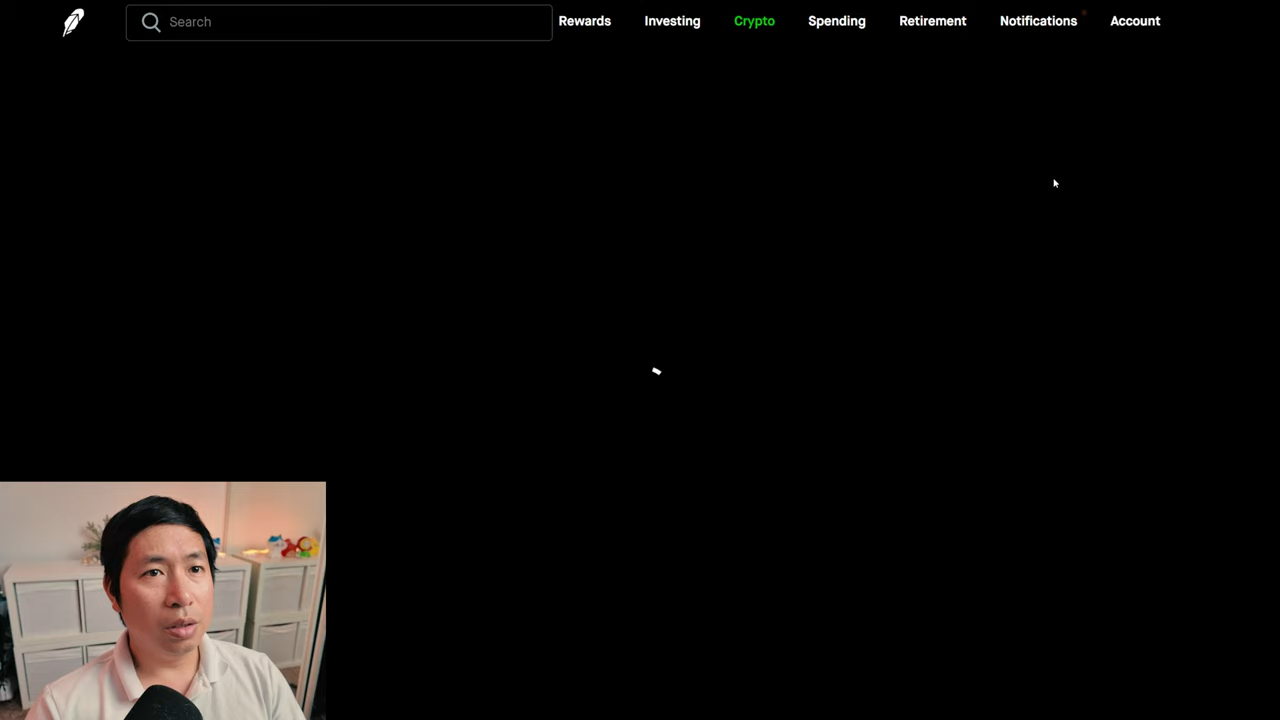 Search
Rewards Investing Crypto Spending Retirement Notifications Account